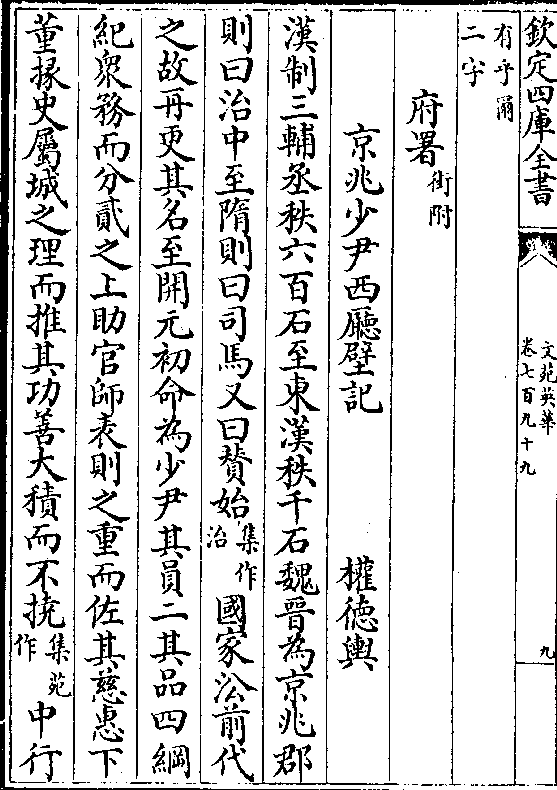 欽定四庫全書
文苑英華
卷七百九十九
九
有乎爾
二字
府署
衘附
京兆少尹西廳壁記
權德輿
漢制三輔丞秩六百石至東漢秩千石魏晉為京兆郡
則曰治中至隋則曰司馬又曰贊始集作治國家㳂前代
之故再更其名至開元初命為少尹其員二其品四綱
紀衆務而分貳之上助官師表則之重而佐其慈惠下
董掾史屬城之理而推其功善大積而不撓集苑作中行